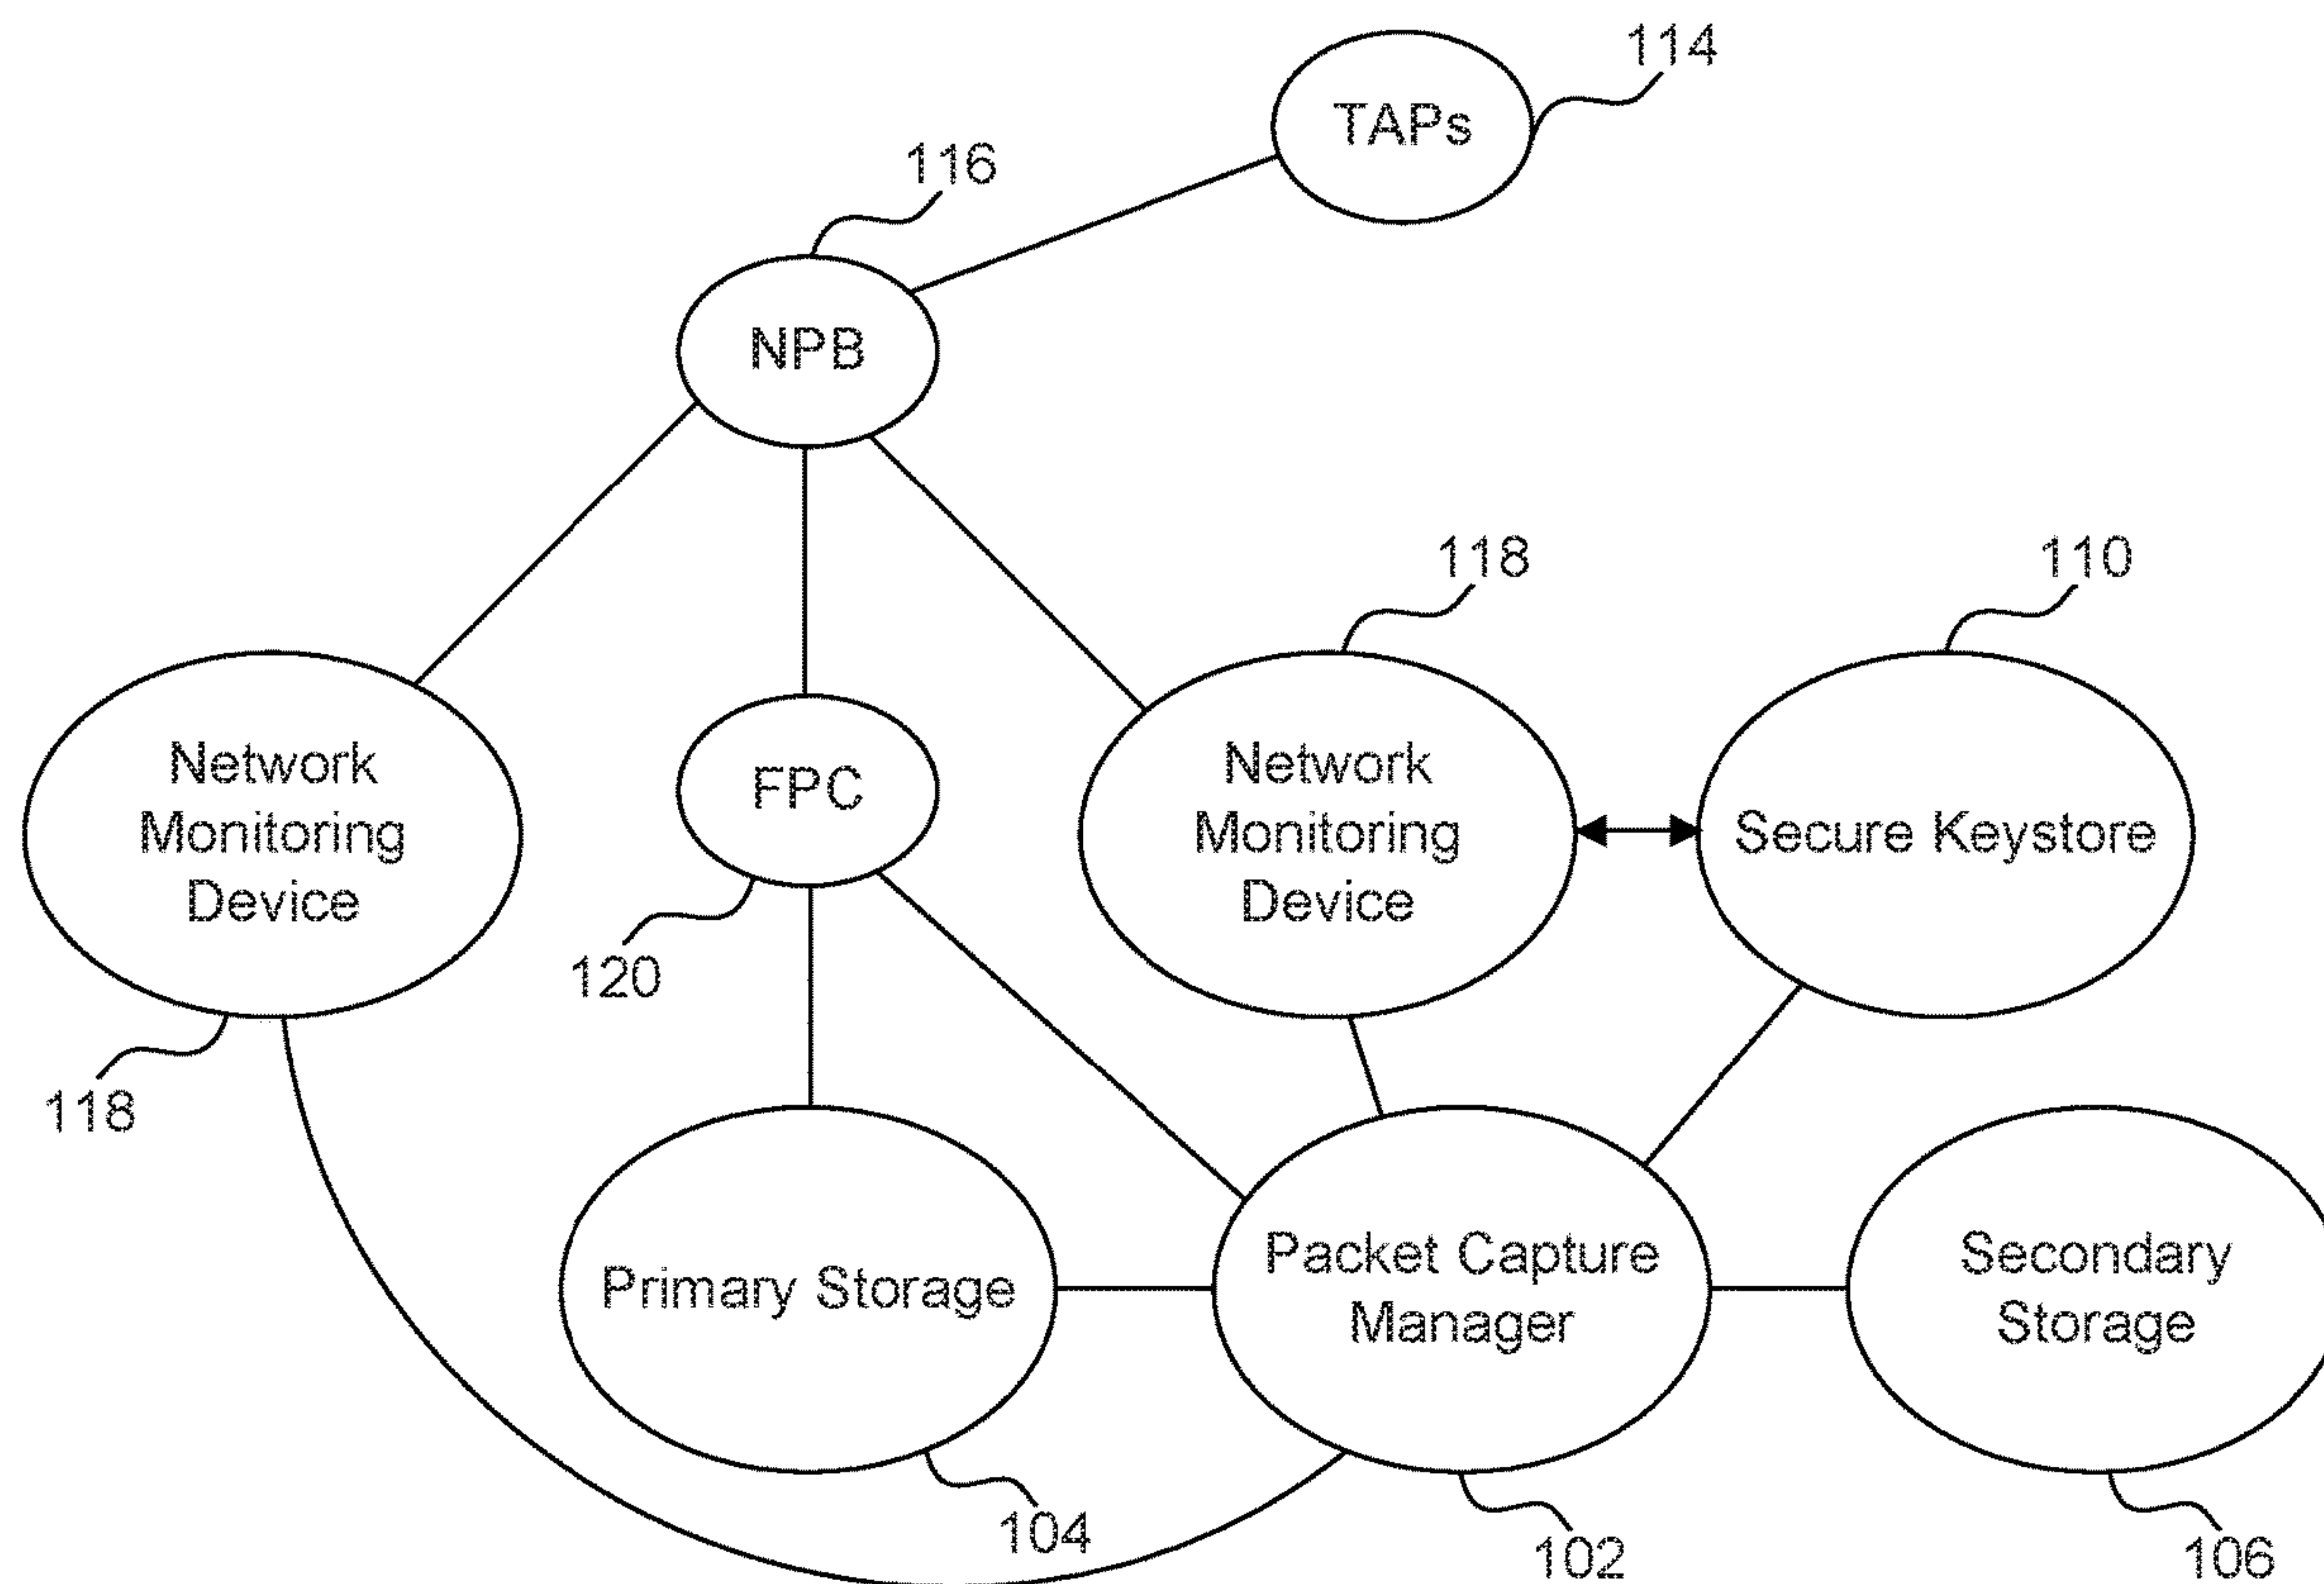 114
TAPs
116
NPB
118
110
Network
Monitoring
Device
FPC
Network
Monitoring
Device
Secure Keystore
120
118
Primary Storage
Packet Capture
Manager
Secondary
Storage
104
102
106